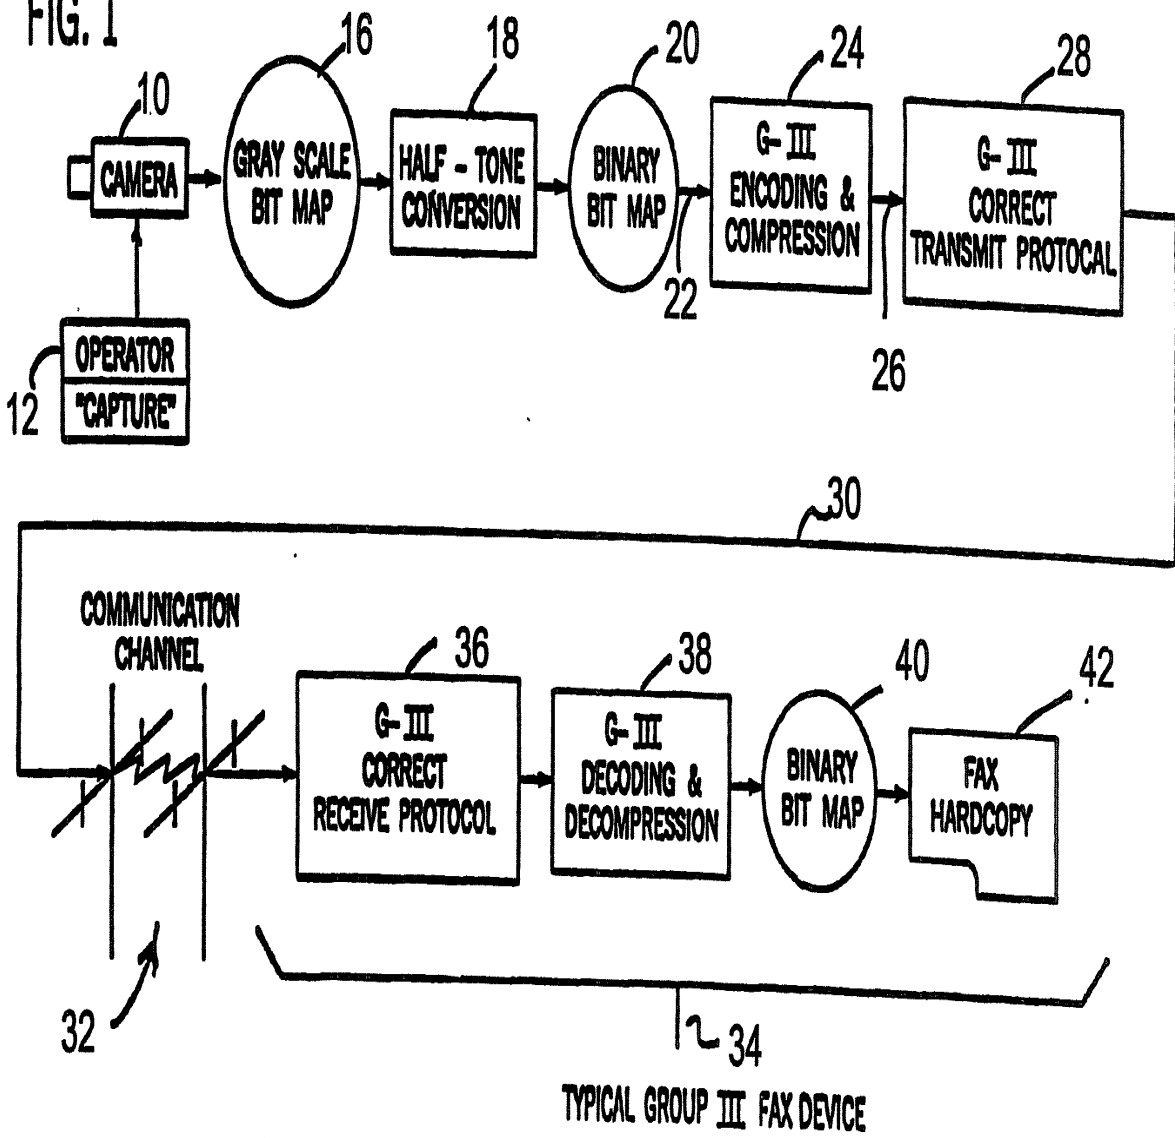 FIG. 1
16
18
20
24
28
10
CAMERA
GRAY SCALE
BIT MAP
HALF - TONE
CONVERSION
BINARY
BIT MAP
G- III
ENCODING &
COMPRESSION
G- III
CORRECT
TRANSMIT PROTOCAL
22
26
12
OPERATOR
"CAPTURE"
30
COMMUNICATION
CHANNEL
36
38
40
42
G- III
CORRECT
RECEIVE PROTOCOL
G- III
DECODING &
DECOMPRESSION
BINARY
BIT MAP
FAX
HARDCOPY
32
34
TYPICAL GROUP III FAX DEVICE